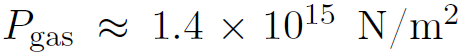 P_gas ≈ 1.4 × 10^15 N/m^2